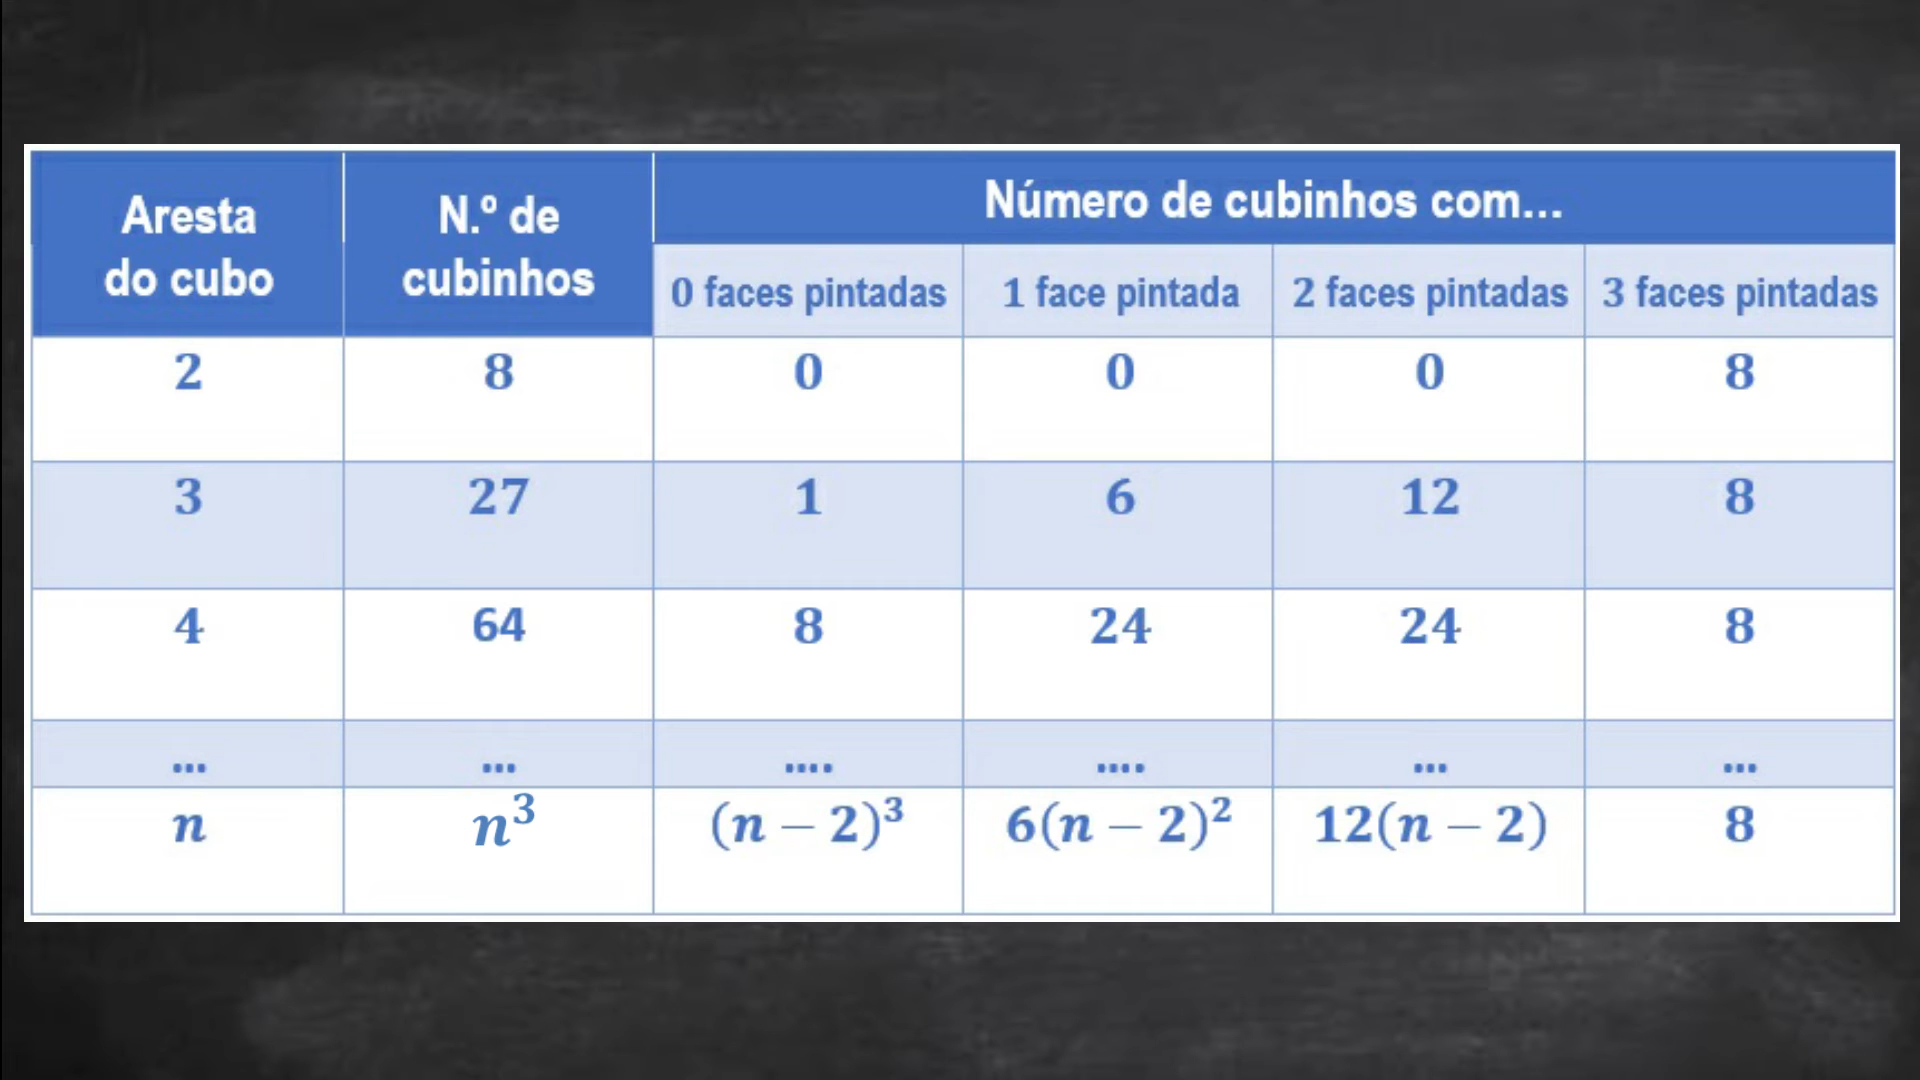 Aresta do cubo | N.º de cubinhos | Número de cubinhos com...
0 faces pintadas | 1 face pintada | 2 faces pintadas | 3 faces pintadas
2 | 8 | 0 | 0 | 0 | 8
3 | 27 | 1 | 6 | 12 | 8
4 | 64 | 8 | 24 | 24 | 8
... | ... | .... | .... | ... | ...
n | n³ | (n − 2)³ | 6(n − 2)² | 12(n − 2) | 8